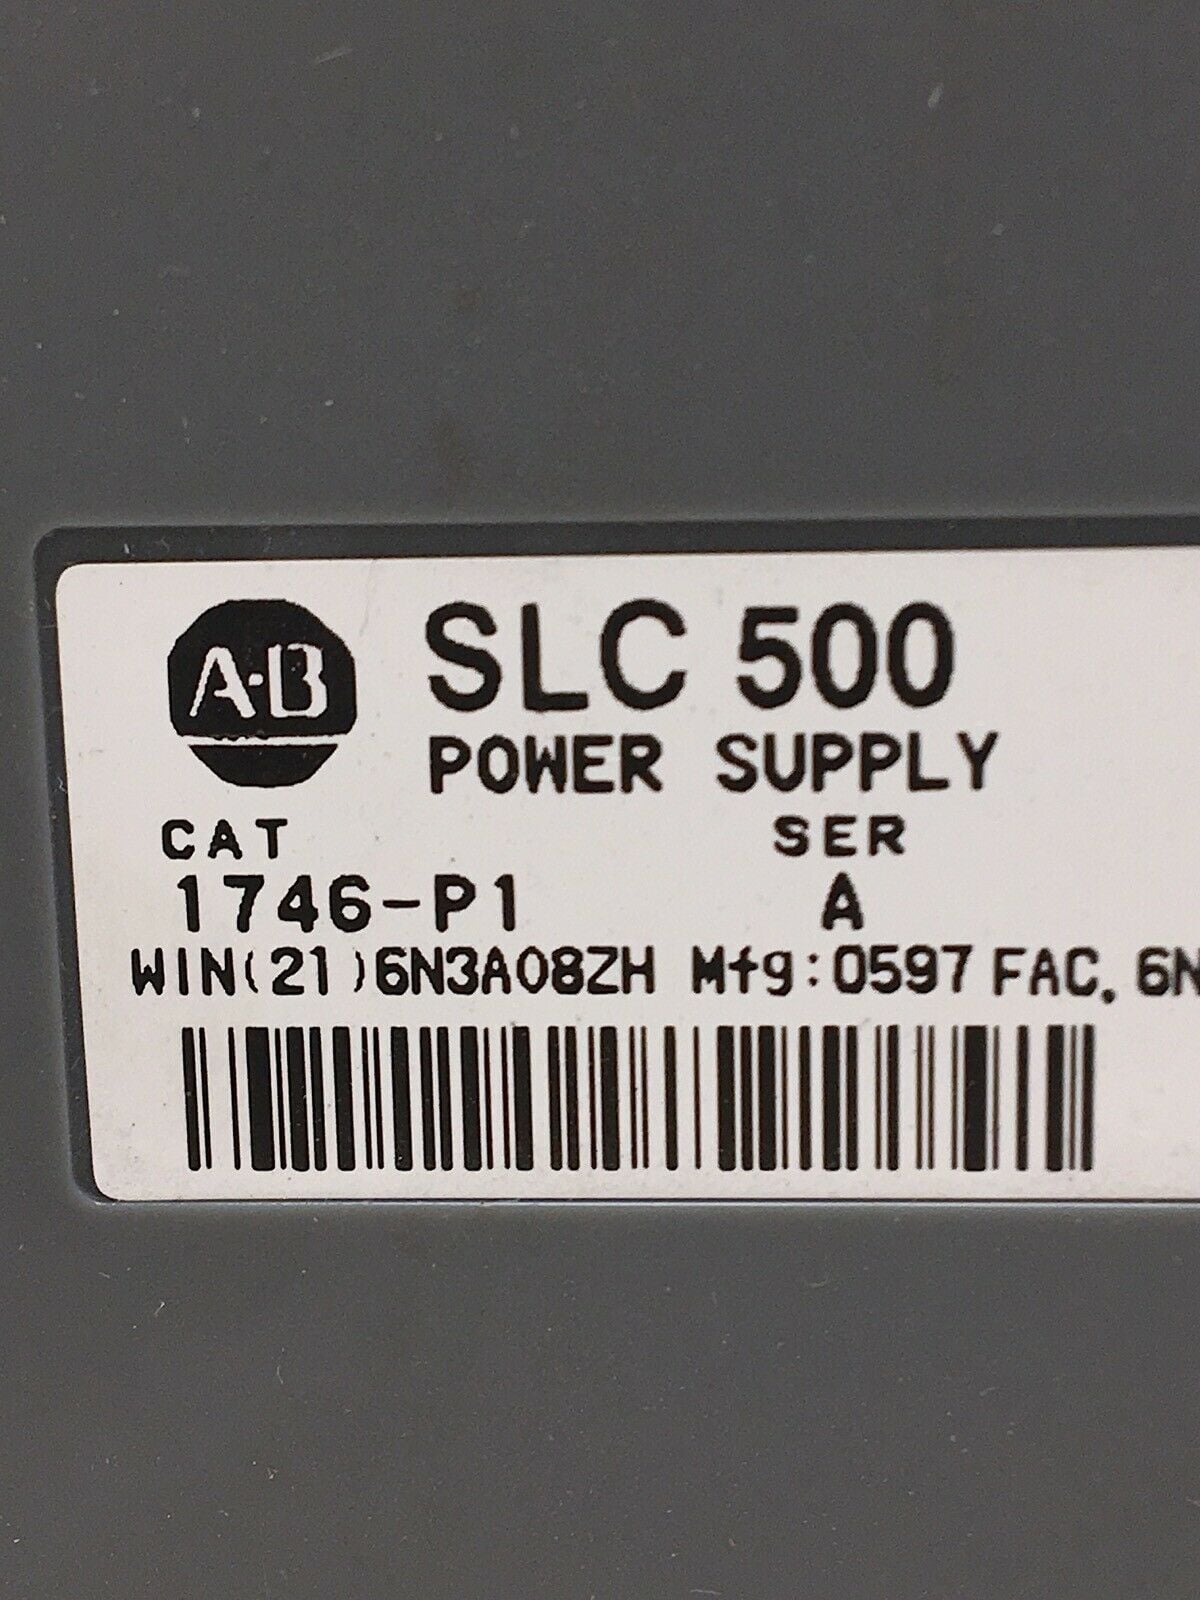 A-B
SLC 500
POWER SUPPLY
CAT SER
1746-P1 A
WIN(21)6N3A08ZH Mfg:0597 FAC. 6N